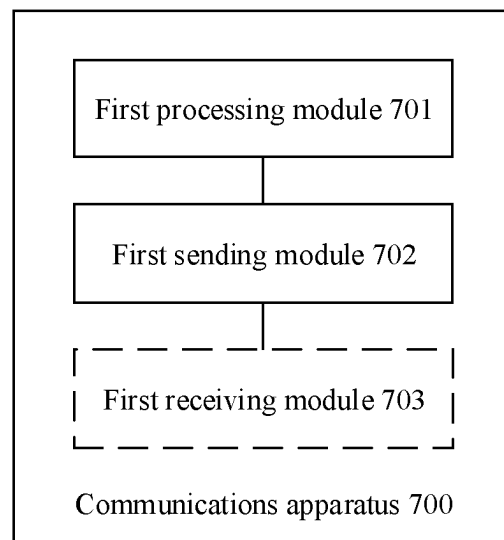 First processing module 701
First sending module 702
First receiving module 703
Communications apparatus 700